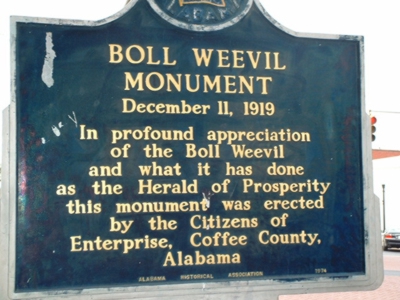 BOLL WEEVIL
MONUMENT
December 11, 1919
In profound appreciation
of the Boll Weevil
and what it has done
as the Herald of Prosperity
this monument was erected
by the Citizens of
Enterprise, Coffee County,
Alabama
ALABAMA HISTORICAL ASSOCIATION 1974